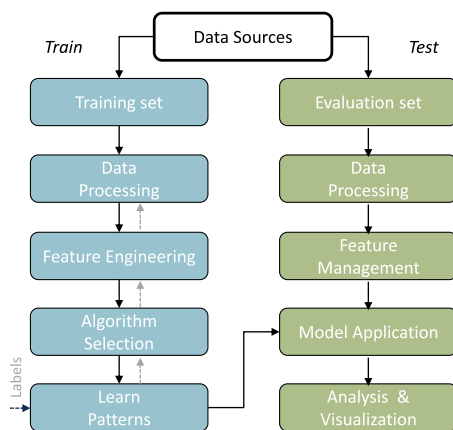 Train
Data Sources
Test
Training set
Evaluation set
Data
Processing
Data
Processing
Feature Engineering
Feature
Management
Algorithm
Selection
Model Application
Labels
Learn
Patterns
Analysis &
Visualization